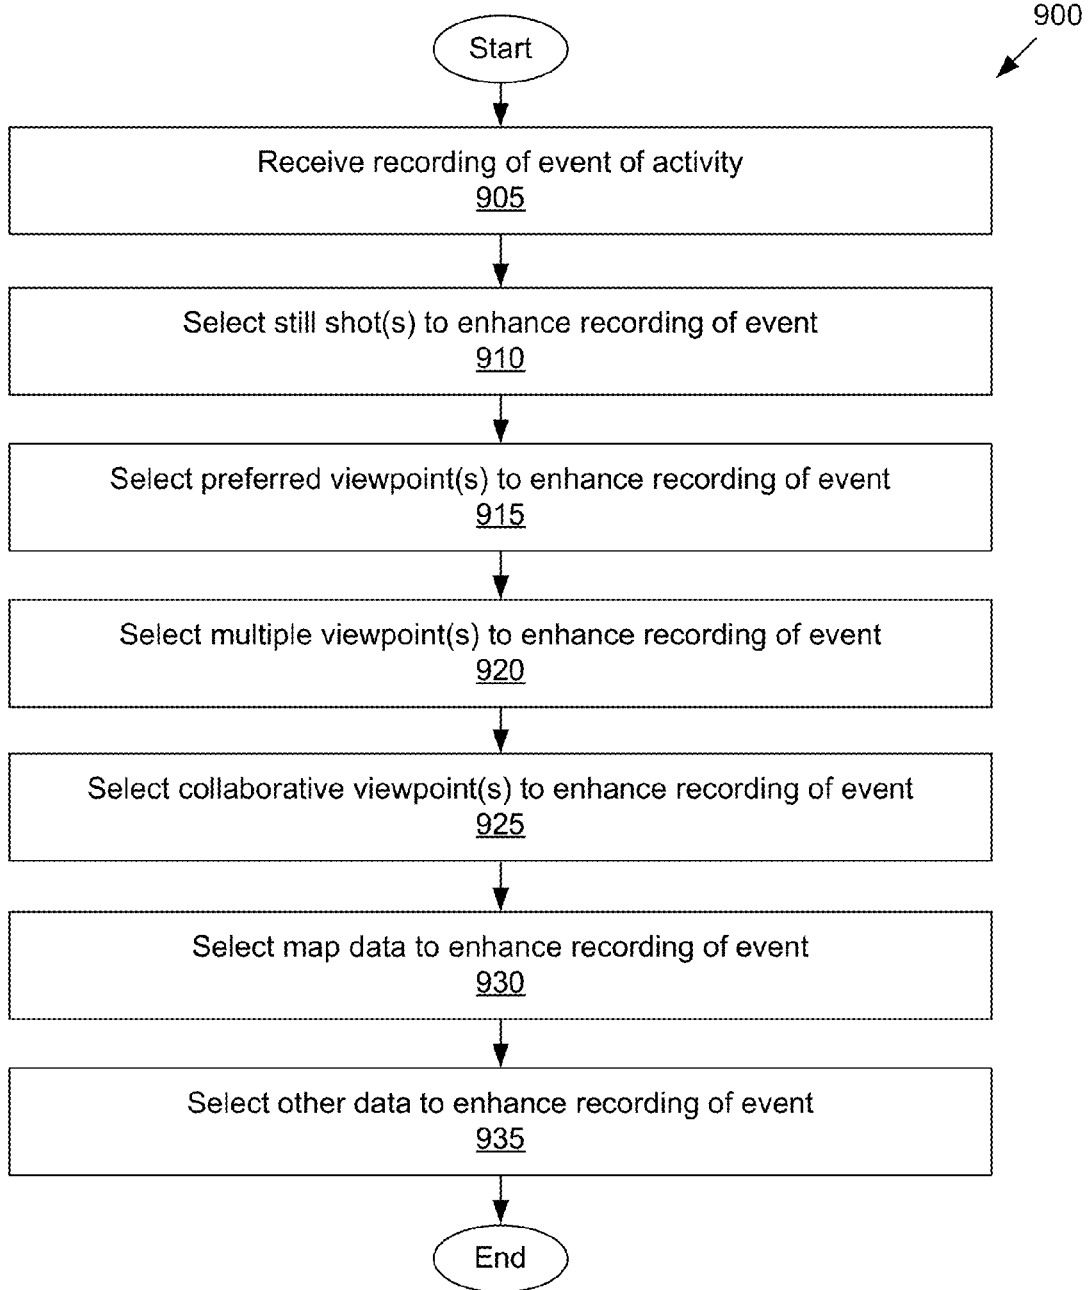 900
Start
Receive recording of event of activity
905
Select still shot(s) to enhance recording of event
910
Select preferred viewpoint(s) to enhance recording of event
915
Select multiple viewpoint(s) to enhance recording of event
920
Select collaborative viewpoint(s) to enhance recording of event
925
Select map data to enhance recording of event
930
Select other data to enhance recording of event
935
End